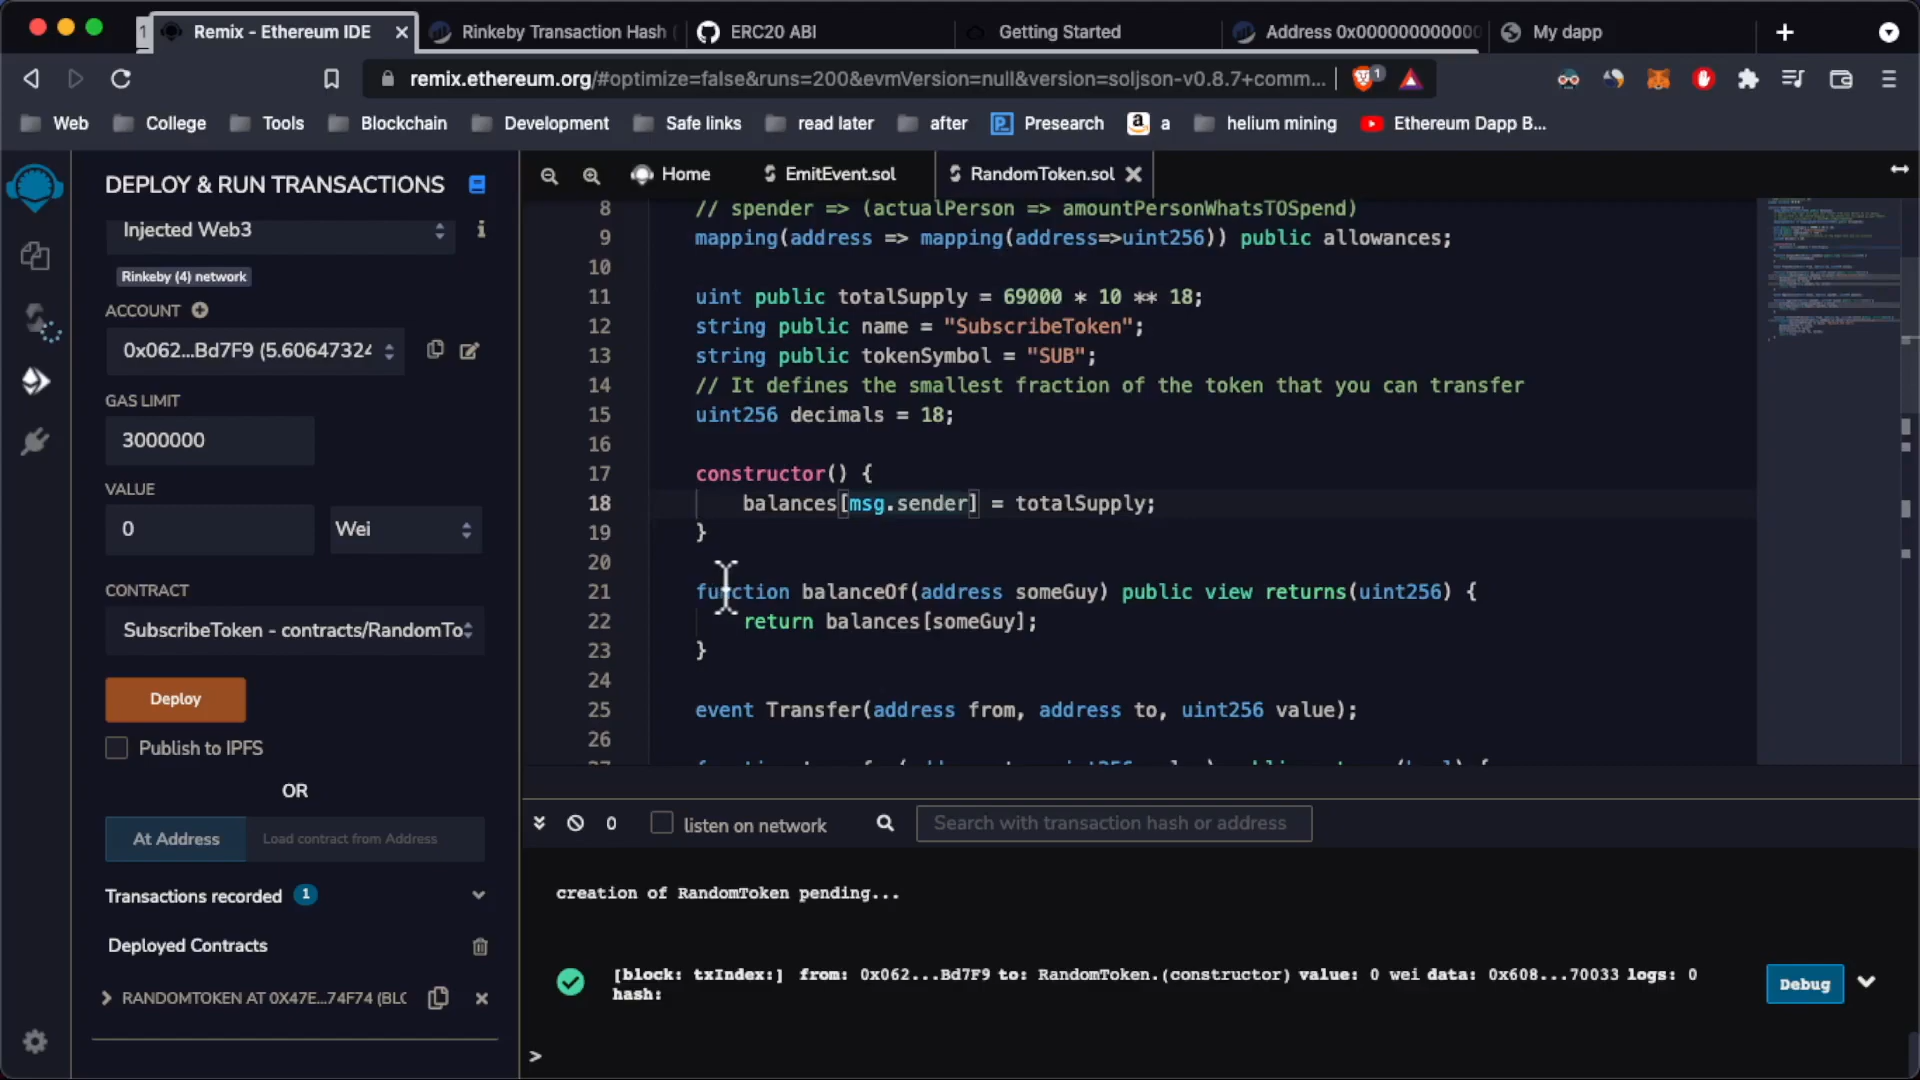 1 Remix - Ethereum IDE
Rinkeby Transaction Hash
ERC20 ABI
Getting Started
Address 0x00000000000
My dapp
remix.ethereum.org/#optimize=false&runs=200&evmVersion=null&version=soljson-v0.8.7+comm...
1
Web College Tools Blockchain Development Safe links read later after Presearch a helium mining Ethereum Dapp B...
DEPLOY & RUN TRANSACTIONS
Injected Web3
i
Rinkeby (4) network
ACCOUNT
0x062...Bd7F9 (5.60647324
GAS LIMIT
3000000
VALUE
0 Wei
CONTRACT
SubscribeToken - contracts/RandomTo
Deploy
Publish to IPFS
OR
At Address Load contract from Address
Transactions recorded 1
Deployed Contracts
RANDOMTOKEN AT 0X47E...74F74 (BLO
Home EmitEvent.sol RandomToken.sol
8 // spender => (actualPerson => amountPersonWhatsTOSpend)
9 mapping(address => mapping(address=>uint256)) public allowances;
10
11 uint public totalSupply = 69000 * 10 ** 18;
12 string public name = "SubscribeToken";
13 string public tokenSymbol = "SUB";
14 // It defines the smallest fraction of the token that you can transfer
15 uint256 decimals = 18;
16
17 constructor() {
18 balances[msg.sender] = totalSupply;
19 }
20
21 function balanceOf(address someGuy) public view returns(uint256) {
22 return balances[someGuy];
23 }
24
25 event Transfer(address from, address to, uint256 value);
26
0 listen on network Search with transaction hash or address
creation of RandomToken pending...
[block: txIndex:] from: 0x062...Bd7F9 to: RandomToken.(constructor) value: 0 wei data: 0x608...70033 logs: 0
hash:
Debug
>